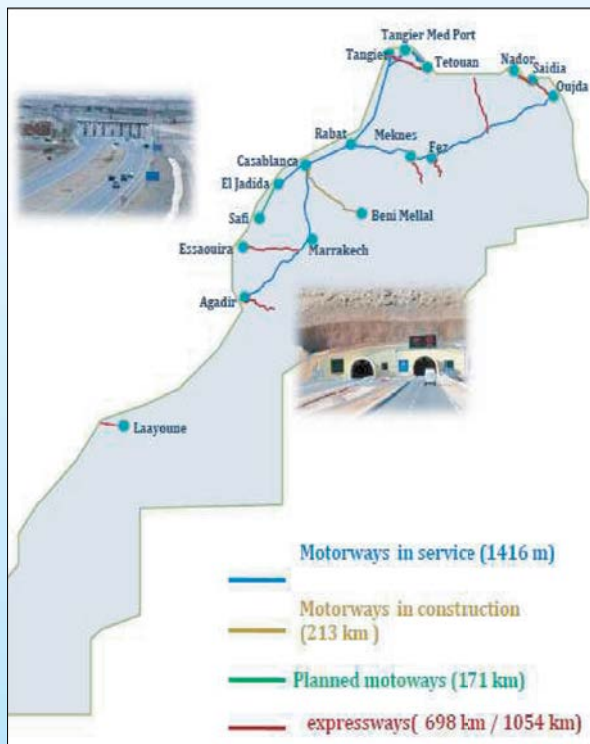 Tangier Med Port
Tangier
Tetouan
Nador
Saidia
Oujda
Rabat
Meknes
Fez
Casablanca
El Jadida
Safi
Beni Mellal
Essaouira
Marrakech
Agadir
Laayoune
Motorways in service (1416 m)
Motorways in construction
(213 km )
Planned motoways (171 km)
expressways( 698 km / 1054 km)